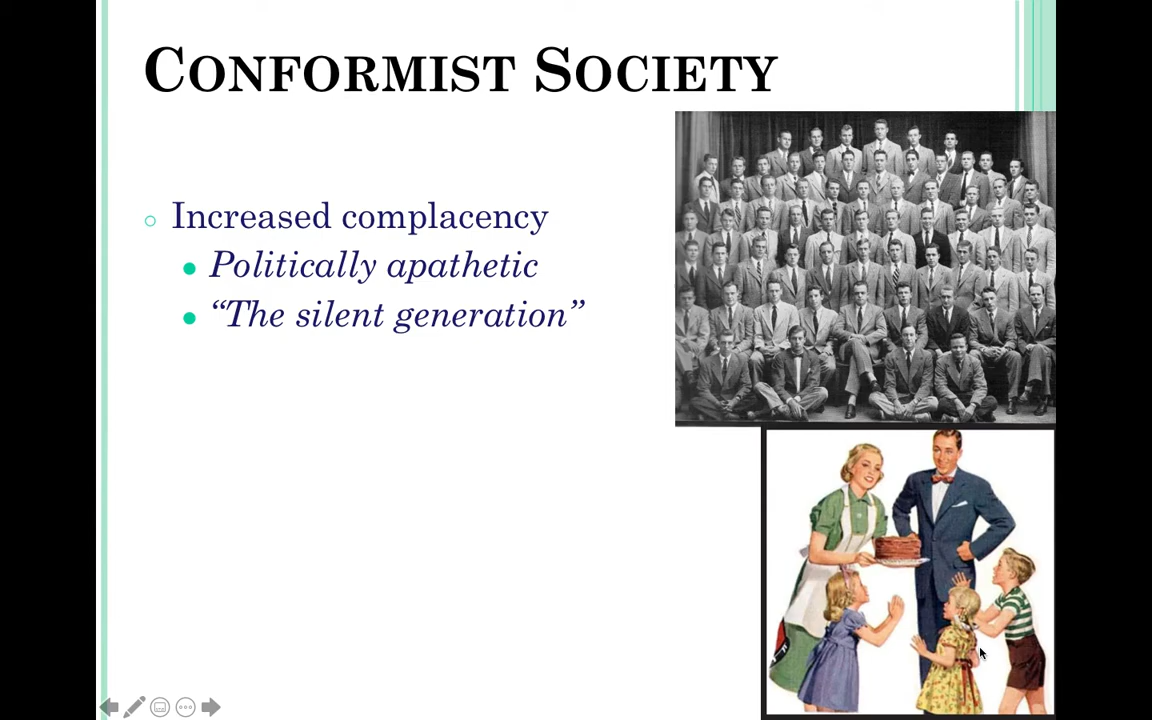 Conformist Society
Increased complacency
Politically apathetic
“The silent generation”